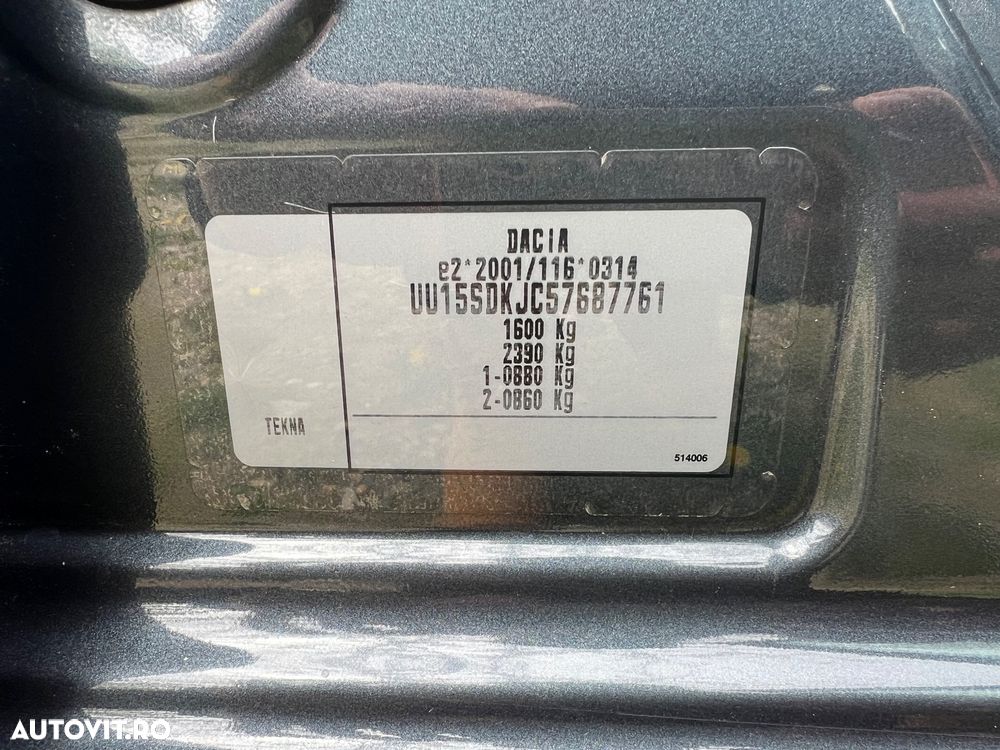 DACIA
e2*2001/116*0314
UU15SDKJC57687761
1600 Kg
2390 Kg
1-0880 Kg
2-0860 Kg
TEKNA
514006
AUTOVIT.RO